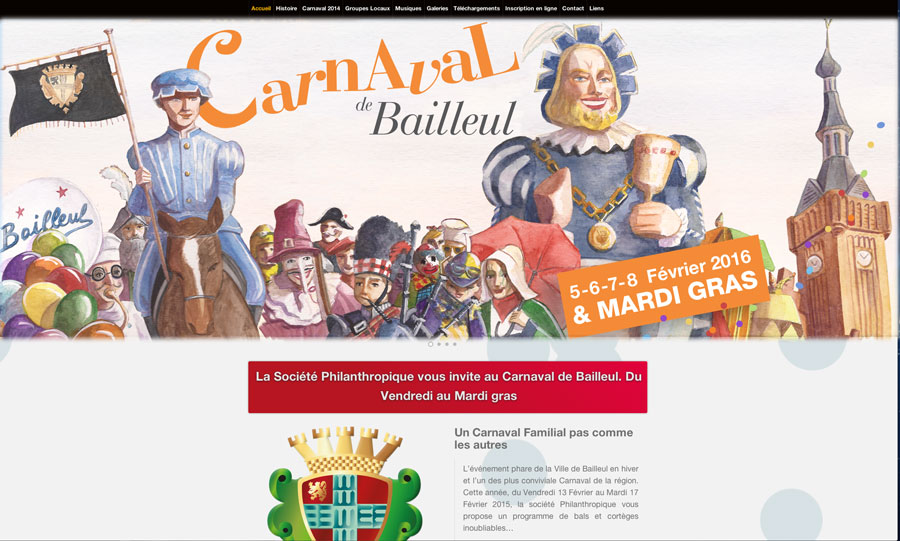 Accueil Histoire Carnaval 2014 Groupes Locaux Musiques Galeries Téléchargements Inscription en ligne Contact Liens
CarnAvaL
de Bailleul
Bailleul
5-6-7-8 Février 2016
& MARDI GRAS
La Société Philanthropique vous invite au Carnaval de Bailleul. Du
Vendredi au Mardi gras
Un Carnaval Familial pas comme
les autres
L'événement phare de la Ville de Bailleul en hiver
et l'un des plus conviviale Carnaval de la région.
Cette année, du Vendredi 13 Février au Mardi 17
Février 2015, la société Philanthropique vous
propose un programme de bals et cortèges
inoubliables...